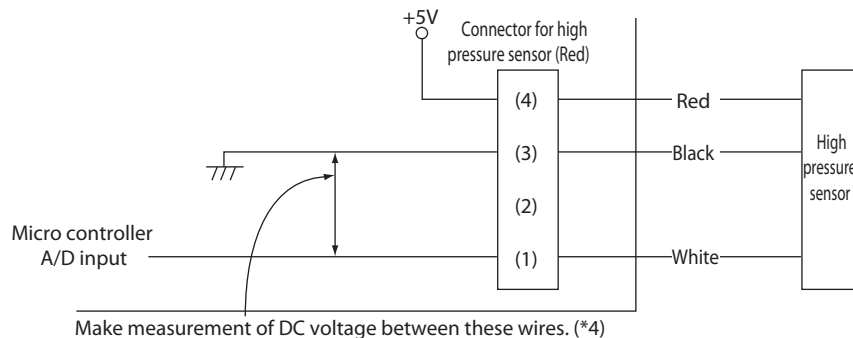 +5V
Connector for high
pressure sensor (Red)
(4)
Red
(3)
Black
High
pressure
sensor
(2)
Micro controller
A/D input
(1)
White
Make measurement of DC voltage between these wires. (*4)